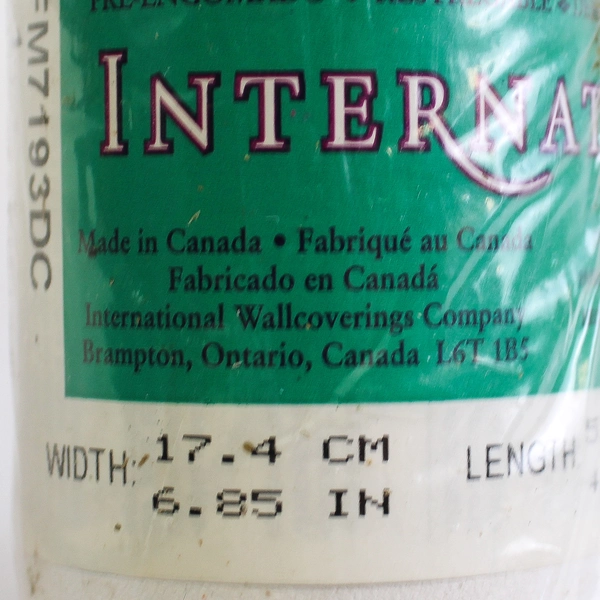 INTERNAT
Made in Canada • Fabriqué au Canada
Fabricado en Canadá
International Wallcoverings Company
Brampton, Ontario, Canada L6T 1B5
WIDTH: 17.4 CM LENGTH
6.85 IN
FM7193DC